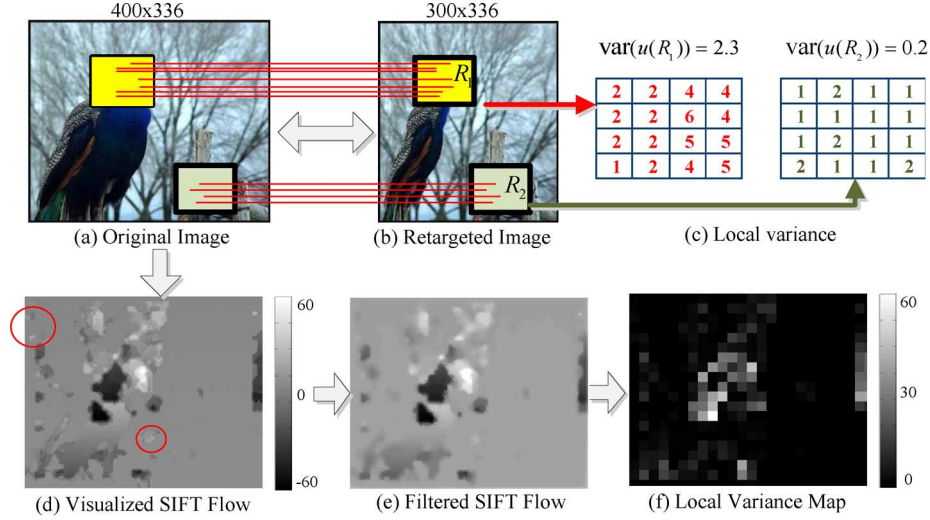 400x336
300x336
R₁
R₂
var(u(R₁)) = 2.3
2 2 4 4
2 2 6 4
2 2 5 5
1 2 4 5
var(u(R₂)) = 0.2
1 2 1 1
1 1 1 1
1 2 1 1
2 1 1 2
(a) Original Image
(b) Retargeted Image
(c) Local variance
60
0
-60
60
30
0
(d) Visualized SIFT Flow
(e) Filtered SIFT Flow
(f) Local Variance Map